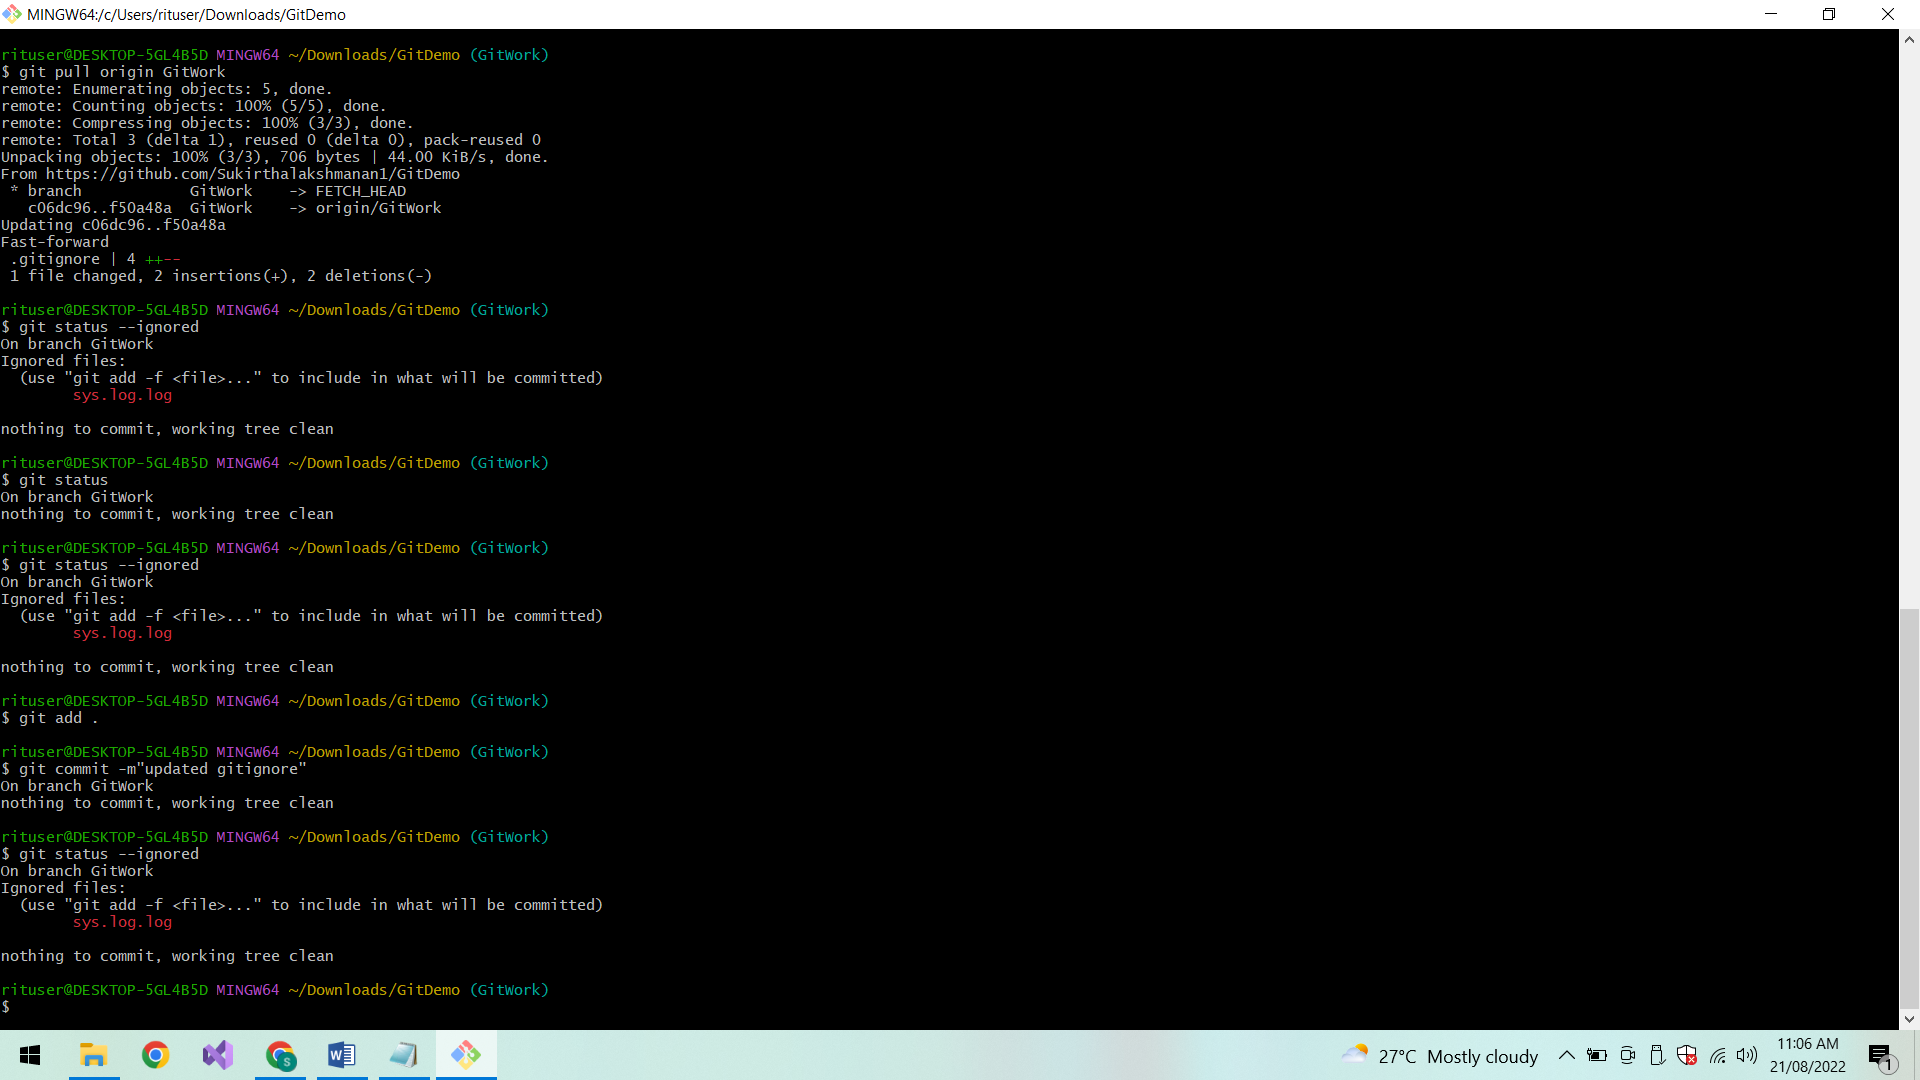 MINGW64:/c/Users/rituser/Downloads/GitDemo
rituser@DESKTOP-5GL4B5D MINGW64 ~/Downloads/GitDemo (GitWork)
$ git pull origin GitWork
remote: Enumerating objects: 5, done.
remote: Counting objects: 100% (5/5), done.
remote: Compressing objects: 100% (3/3), done.
remote: Total 3 (delta 1), reused 0 (delta 0), pack-reused 0
Unpacking objects: 100% (3/3), 706 bytes | 44.00 KiB/s, done.
From https://github.com/Sukirthalakshmanan1/GitDemo
 * branch            GitWork    -> FETCH_HEAD
   c06dc96..f50a48a  GitWork    -> origin/GitWork
Updating c06dc96..f50a48a
Fast-forward
 .gitignore | 4 ++--
 1 file changed, 2 insertions(+), 2 deletions(-)
rituser@DESKTOP-5GL4B5D MINGW64 ~/Downloads/GitDemo (GitWork)
$ git status --ignored
On branch GitWork
Ignored files:
  (use "git add -f <file>..." to include in what will be committed)
        sys.log.log
nothing to commit, working tree clean
rituser@DESKTOP-5GL4B5D MINGW64 ~/Downloads/GitDemo (GitWork)
$ git status
On branch GitWork
nothing to commit, working tree clean
rituser@DESKTOP-5GL4B5D MINGW64 ~/Downloads/GitDemo (GitWork)
$ git status --ignored
On branch GitWork
Ignored files:
  (use "git add -f <file>..." to include in what will be committed)
        sys.log.log
nothing to commit, working tree clean
rituser@DESKTOP-5GL4B5D MINGW64 ~/Downloads/GitDemo (GitWork)
$ git add .
rituser@DESKTOP-5GL4B5D MINGW64 ~/Downloads/GitDemo (GitWork)
$ git commit -m"updated gitignore"
On branch GitWork
nothing to commit, working tree clean
rituser@DESKTOP-5GL4B5D MINGW64 ~/Downloads/GitDemo (GitWork)
$ git status --ignored
On branch GitWork
Ignored files:
  (use "git add -f <file>..." to include in what will be committed)
        sys.log.log
nothing to commit, working tree clean
rituser@DESKTOP-5GL4B5D MINGW64 ~/Downloads/GitDemo (GitWork)
$
27°C Mostly cloudy
11:06 AM
21/08/2022
1